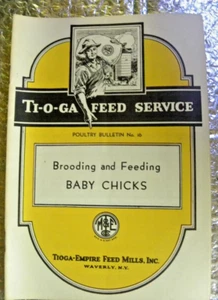 TI-O-GA FEED SERVICE
POULTRY BULLETIN No. 16
Brooding and Feeding
BABY CHICKS
TIOGA-EMPIRE FEED MILLS, INC.
WAVERLY, N.Y.